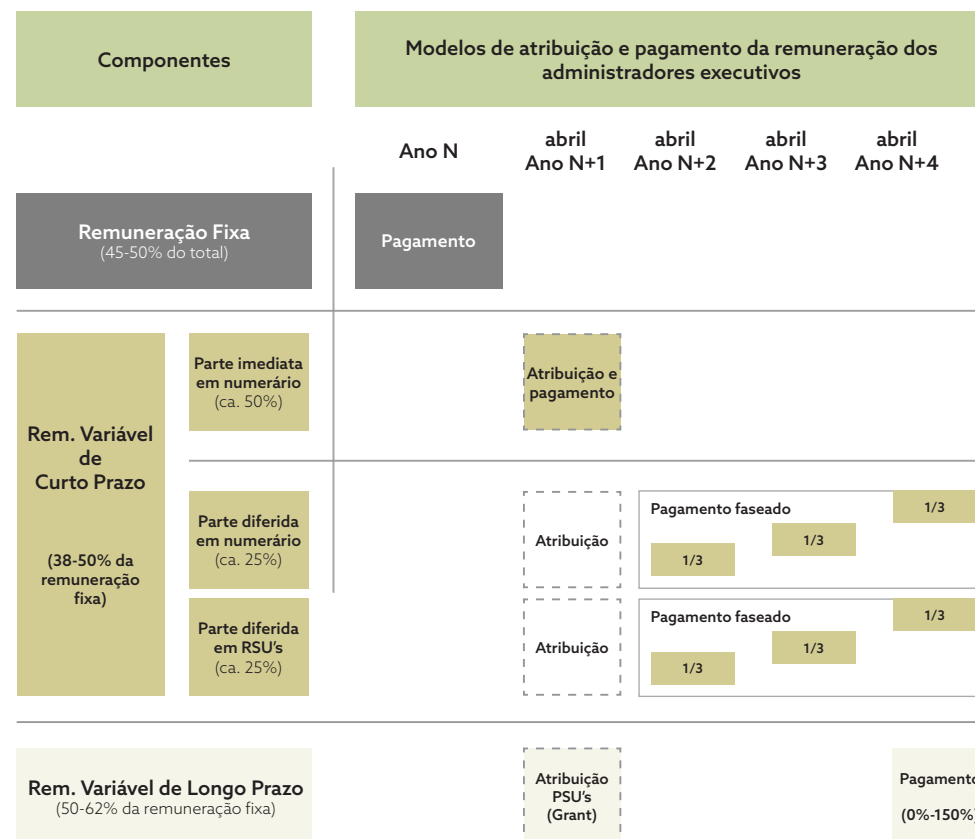 Componentes
Modelos de atribuição e pagamento da remuneração dos
administradores executivos
Ano N
abril
Ano N+1
abril
Ano N+2
abril
Ano N+3
abril
Ano N+4
Remuneração Fixa
(45-50% do total)
Pagamento
Rem. Variável
de
Curto Prazo
(38-50% da
remuneração
fixa)
Parte imediata
em numerário
(ca. 50%)
Atribuição e
pagamento
Parte diferida
em numerário
(ca. 25%)
Atribuição
Pagamento faseado
1/3
1/3
1/3
Parte diferida
em RSU's
(ca. 25%)
Atribuição
Pagamento faseado
1/3
1/3
1/3
Rem. Variável de Longo Prazo
(50-62% da remuneração fixa)
Atribuição
PSU's
(Grant)
Pagamento
(0%-150%)